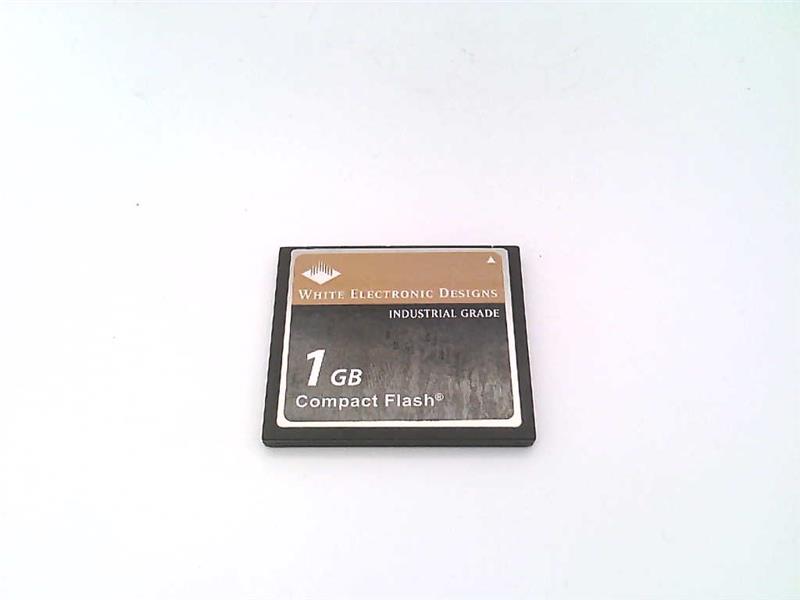 WHITE ELECTRONIC DESIGNS
INDUSTRIAL GRADE
1 GB
Compact Flash®